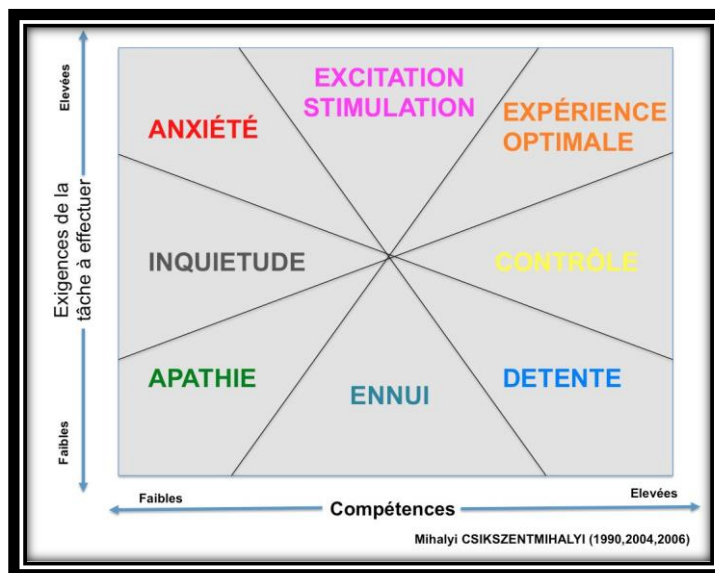 Elevées
Exigences de la
tâche à effectuer
Faibles
EXCITATION
STIMULATION
ANXIÉTÉ
EXPÉRIENCE
OPTIMALE
INQUIETUDE
CONTRÔLE
APATHIE
ENNUI
DETENTE
Faibles
Compétences
Elevées
Mihalyi CSIKSZENTMIHALYI (1990,2004,2006)